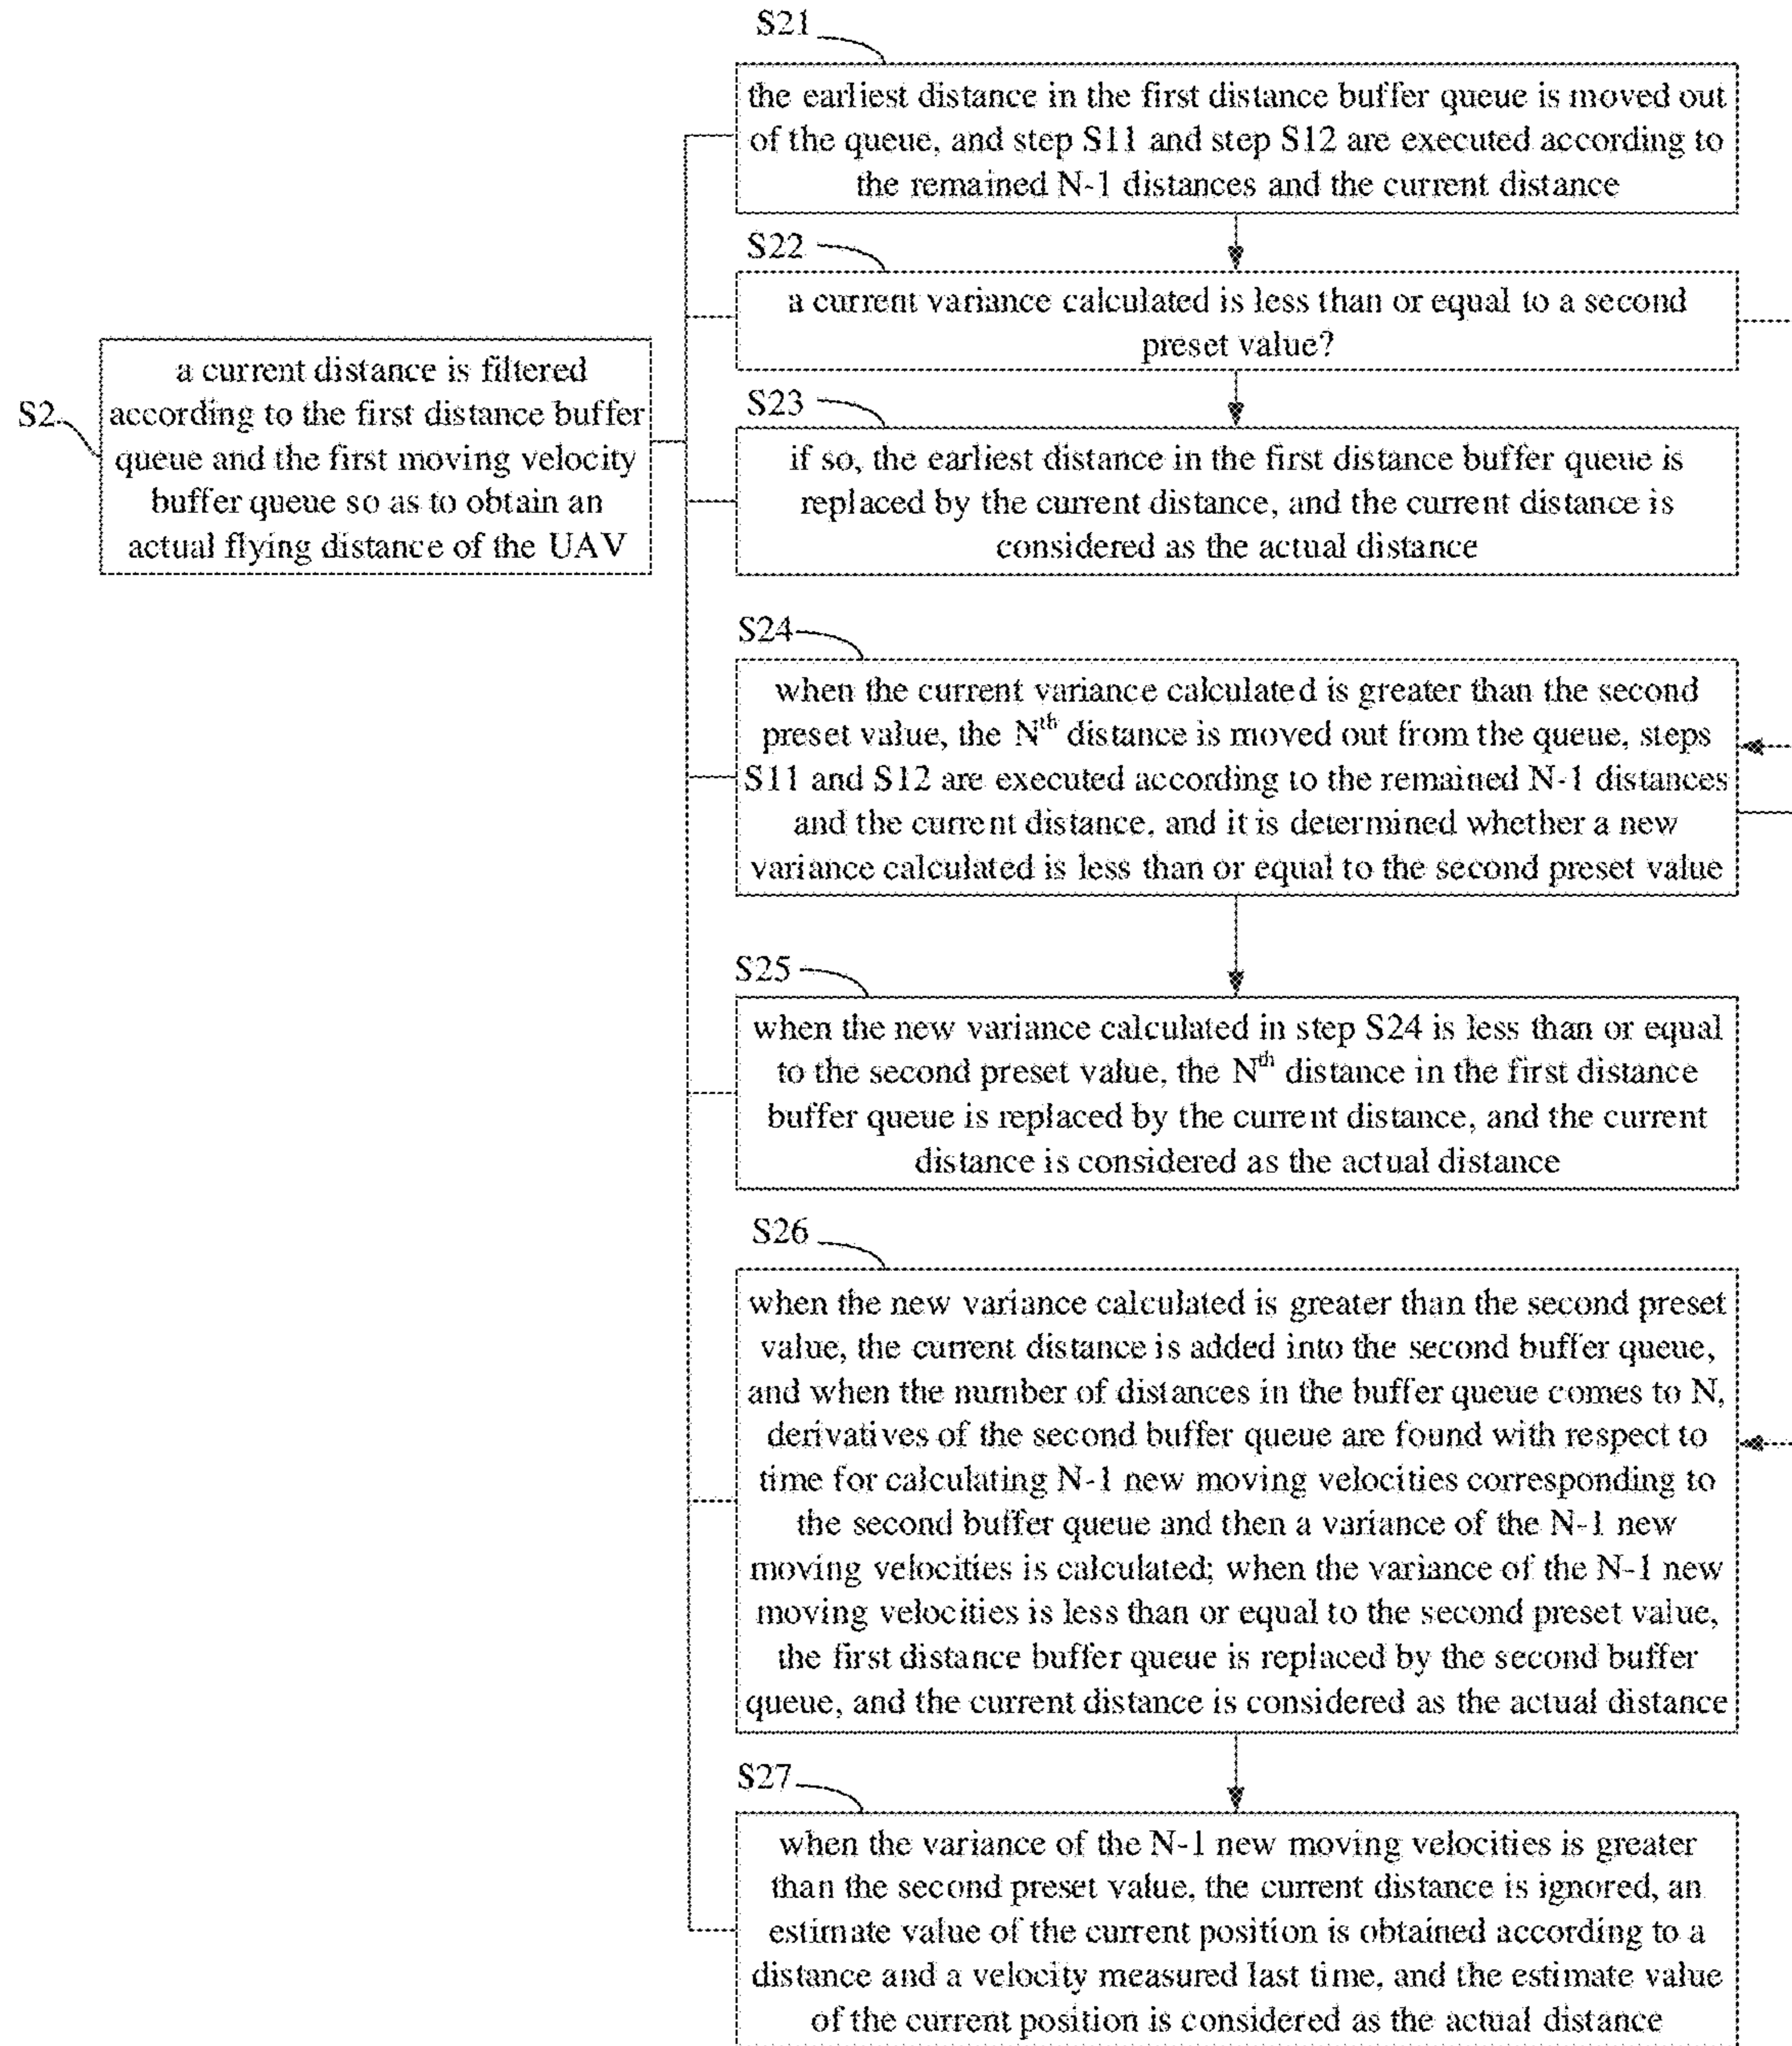 S21
the earliest distance in the first distance buffer queue is moved out
of the queue, and step S11 and step S12 are executed according to
the remained N-1 distances and the current distance
S22
a current variance calculated is less than or equal to a second
preset value?
S2
a current distance is filtered
according to the first distance buffer
queue and the first moving velocity
buffer queue so as to obtain an
actual flying distance of the UAV
S23
if so, the earliest distance in the first distance buffer queue is
replaced by the current distance, and the current distance is
considered as the actual distance
S24
when the current variance calculated is greater than the second
preset value, the Nth distance is moved out from the queue, steps
S11 and S12 are executed according to the remained N-1 distances
and the current distance, and it is determined whether a new
variance calculated is less than or equal to the second preset value
S25
when the new variance calculated in step S24 is less than or equal
to the second preset value, the Nth distance in the first distance
buffer queue is replaced by the current distance, and the current
distance is considered as the actual distance
S26
when the new variance calculated is greater than the second preset
value, the current distance is added into the second buffer queue,
and when the number of distances in the buffer queue comes to N,
derivatives of the second buffer queue are found with respect to
time for calculating N-1 new moving velocities corresponding to
the second buffer queue and then a variance of the N-1 new
moving velocities is calculated; when the variance of the N-1 new
moving velocities is less than or equal to the second preset value,
the first distance buffer queue is replaced by the second buffer
queue, and the current distance is considered as the actual distance
S27
when the variance of the N-1 new moving velocities is greater
than the second preset value, the current distance is ignored, an
estimate value of the current position is obtained according to a
distance and a velocity measured last time, and the estimate value
of the current position is considered as the actual distance